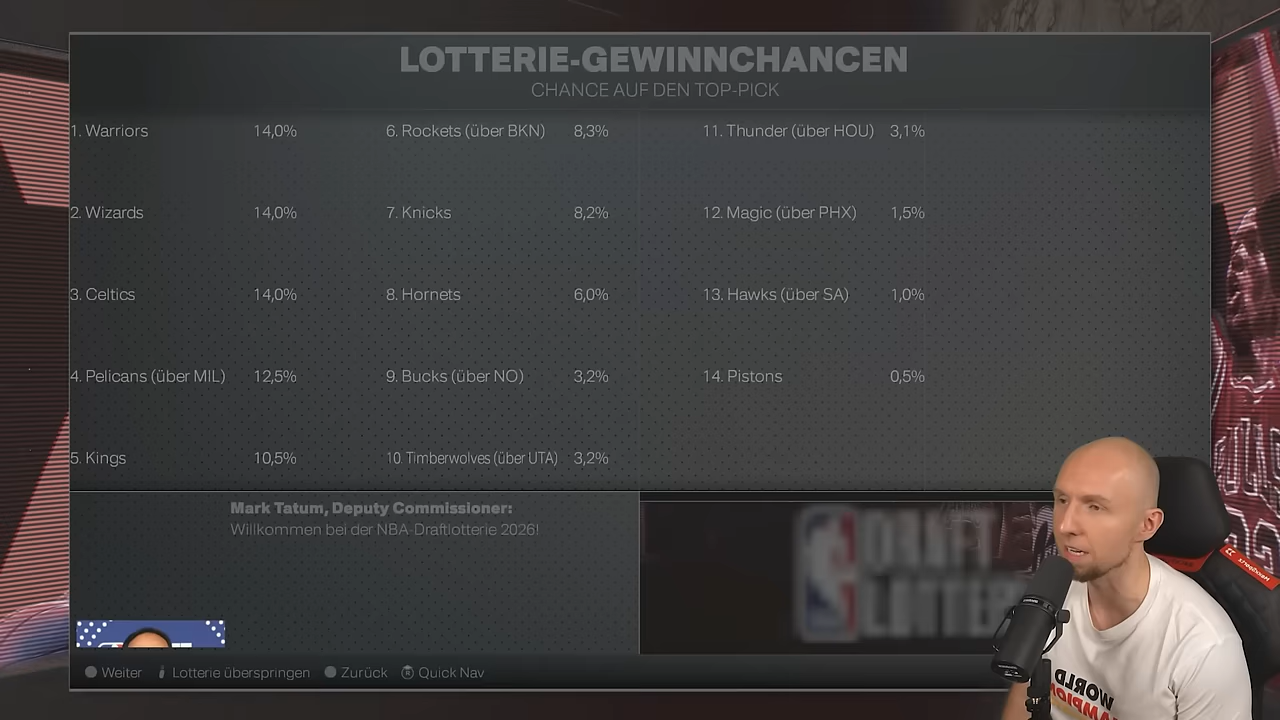 LOTTERIE-GEWINNCHANCEN
CHANCE AUF DEN TOP-PICK
1. Warriors 14,0%
2. Wizards 14,0%
3. Celtics 14,0%
4. Pelicans (über MIL) 12,5%
5. Kings 10,5%
6. Rockets (über BKN) 8,3%
7. Knicks 8,2%
8. Hornets 6,0%
9. Bucks (über NO) 3,2%
10. Timberwolves (über UTA) 3,2%
11. Thunder (über HOU) 3,1%
12. Magic (über PHX) 1,5%
13. Hawks (über SA) 1,0%
14. Pistons 0,5%
Mark Tatum, Deputy Commissioner:
Willkommen bei der NBA-Draftlotterie 2026!
DRAFT
Weiter Lotterie überspringen Zurück Quick Nav
WORLD